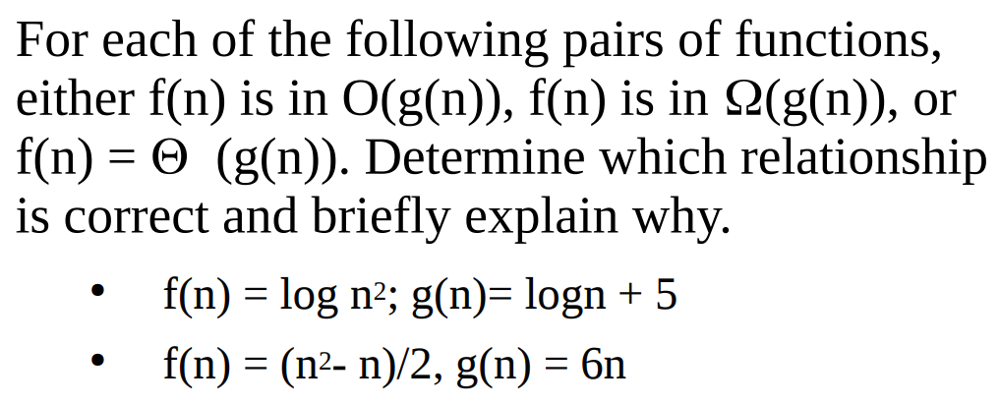 For each of the following pairs of functions,
either f(n) is in O(g(n)), f(n) is in Ω(g(n)), or
f(n) = Θ (g(n)). Determine which relationship
is correct and briefly explain why.
• f(n) = log n²; g(n)= logn + 5
• f(n) = (n²- n)/2, g(n) = 6n